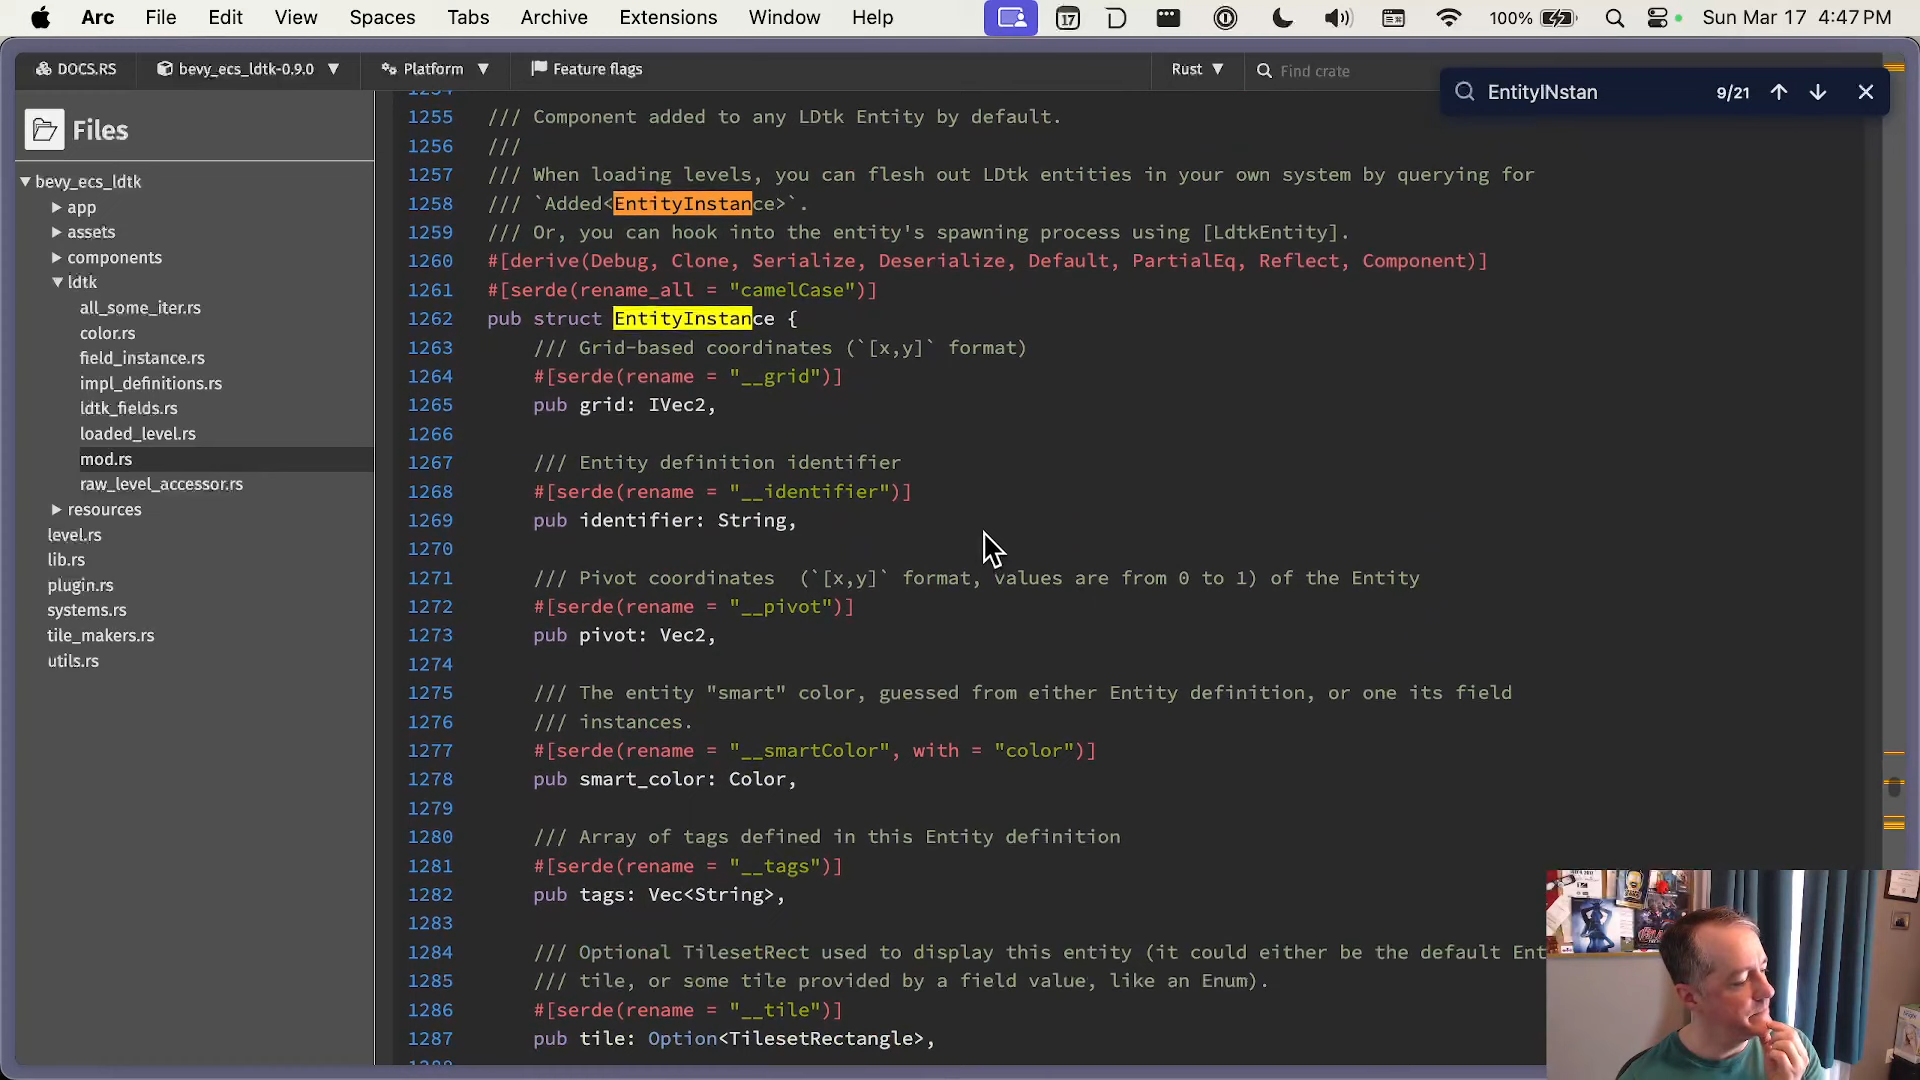 Arc File Edit View Spaces Tabs Archive Extensions Window Help 17 100% Sun Mar 17 4:47 PM
DOCS.RS bevy_ecs_ldtk-0.9.0 ▼ Platform ▼ Feature flags Rust ▼ Find crate
EntityINstan 9/21
Files
▼ bevy_ecs_ldtk
▶ app
▶ assets
▶ components
▼ ldtk
all_some_iter.rs
color.rs
field_instance.rs
impl_definitions.rs
ldtk_fields.rs
loaded_level.rs
mod.rs
raw_level_accessor.rs
▶ resources
level.rs
lib.rs
plugin.rs
systems.rs
tile_makers.rs
utils.rs
1254
1255 /// Component added to any LDtk Entity by default.
1256 ///
1257 /// When loading levels, you can flesh out LDtk entities in your own system by querying for
1258 /// `Added<EntityInstance>`.
1259 /// Or, you can hook into the entity's spawning process using [LdtkEntity].
1260 #[derive(Debug, Clone, Serialize, Deserialize, Default, PartialEq, Reflect, Component)]
1261 #[serde(rename_all = "camelCase")]
1262 pub struct EntityInstance {
1263 /// Grid-based coordinates (`[x,y]` format)
1264 #[serde(rename = "__grid")]
1265 pub grid: IVec2,
1266
1267 /// Entity definition identifier
1268 #[serde(rename = "__identifier")]
1269 pub identifier: String,
1270
1271 /// Pivot coordinates  (`[x,y]` format, values are from 0 to 1) of the Entity
1272 #[serde(rename = "__pivot")]
1273 pub pivot: Vec2,
1274
1275 /// The entity "smart" color, guessed from either Entity definition, or one its field
1276 /// instances.
1277 #[serde(rename = "__smartColor", with = "color")]
1278 pub smart_color: Color,
1279
1280 /// Array of tags defined in this Entity definition
1281 #[serde(rename = "__tags")]
1282 pub tags: Vec<String>,
1283
1284 /// Optional TilesetRect used to display this entity (it could either be the default Ent
1285 /// tile, or some tile provided by a field value, like an Enum).
1286 #[serde(rename = "__tile")]
1287 pub tile: Option<TilesetRectangle>,